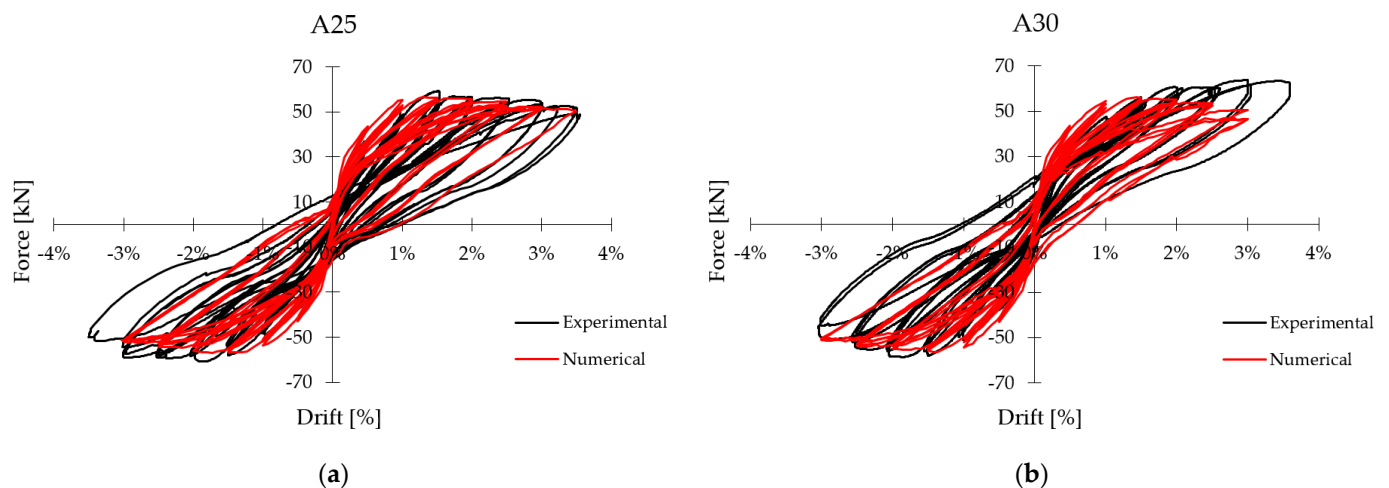 A25
70
50
30
10
-10
-30
-50
-70
-4%
-3%
-2%
-1%
0%
1%
2%
3%
4%
Force [kN]
Drift [%]
Experimental
Numerical
(a)
A30
70
50
30
10
-10
-30
-50
-70
-4%
-3%
-2%
-1%
0%
1%
2%
3%
4%
Force [kN]
Drift [%]
Experimental
Numerical
(b)